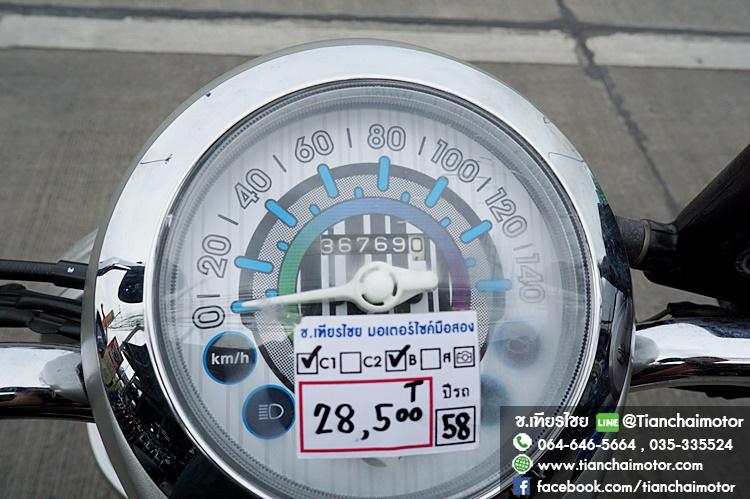 0 20 40 60 80 100 120 140
367690
km/h
ช.เทียรไชย มอเตอร์ไซค์มือสอง
C1 C2 B ส
T
ปีรถ
28,500
58
ช.เทียรไชย LINE @Tianchaimotor
064-646-5664 , 035-335524
www.tianchaimotor.com
f facebook.com/tianchaimotor